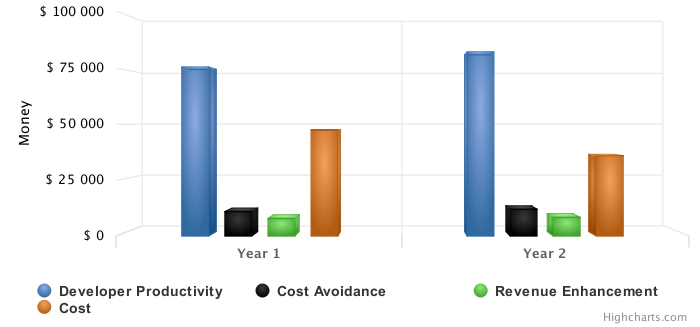 $ 100 000
$ 75 000
$ 50 000
$ 25 000
$ 0
Money
Year 1
Year 2
Developer Productivity
Cost Avoidance
Revenue Enhancement
Cost
Highcharts.com